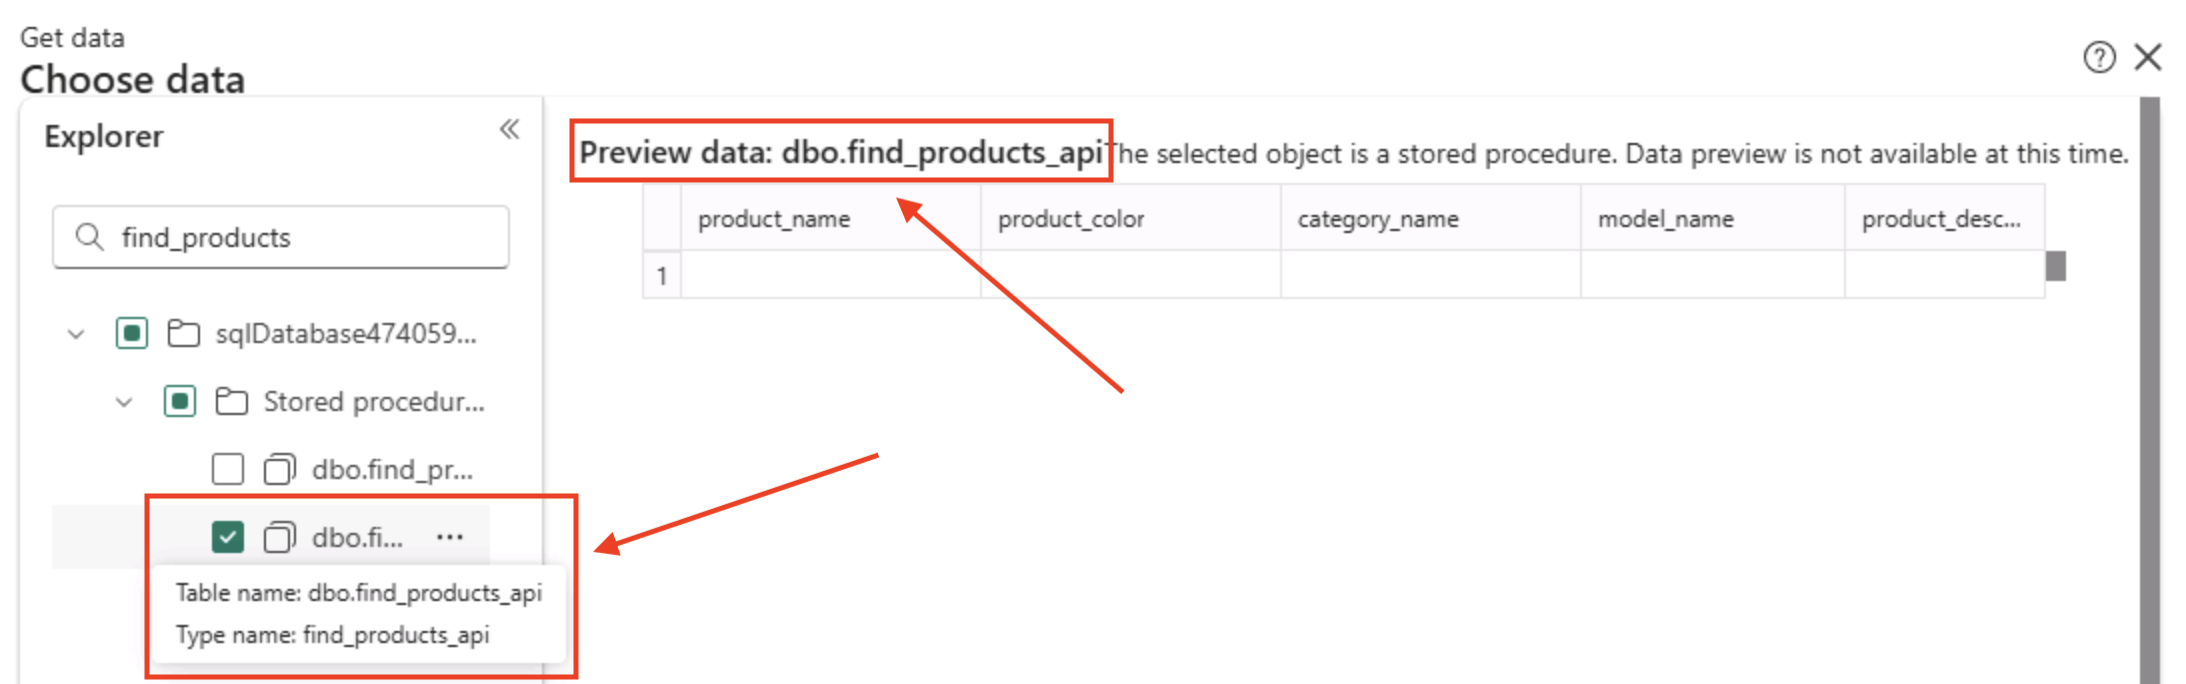 Get data
Choose data
Explorer
find_products
sqlDatabase474059...
Stored procedur...
dbo.find_pr...
dbo.fi... ...
Table name: dbo.find_products_api
Type name: find_products_api
Preview data: dbo.find_products_api The selected object is a stored procedure. Data preview is not available at this time.
product_name product_color category_name model_name product_desc...
1